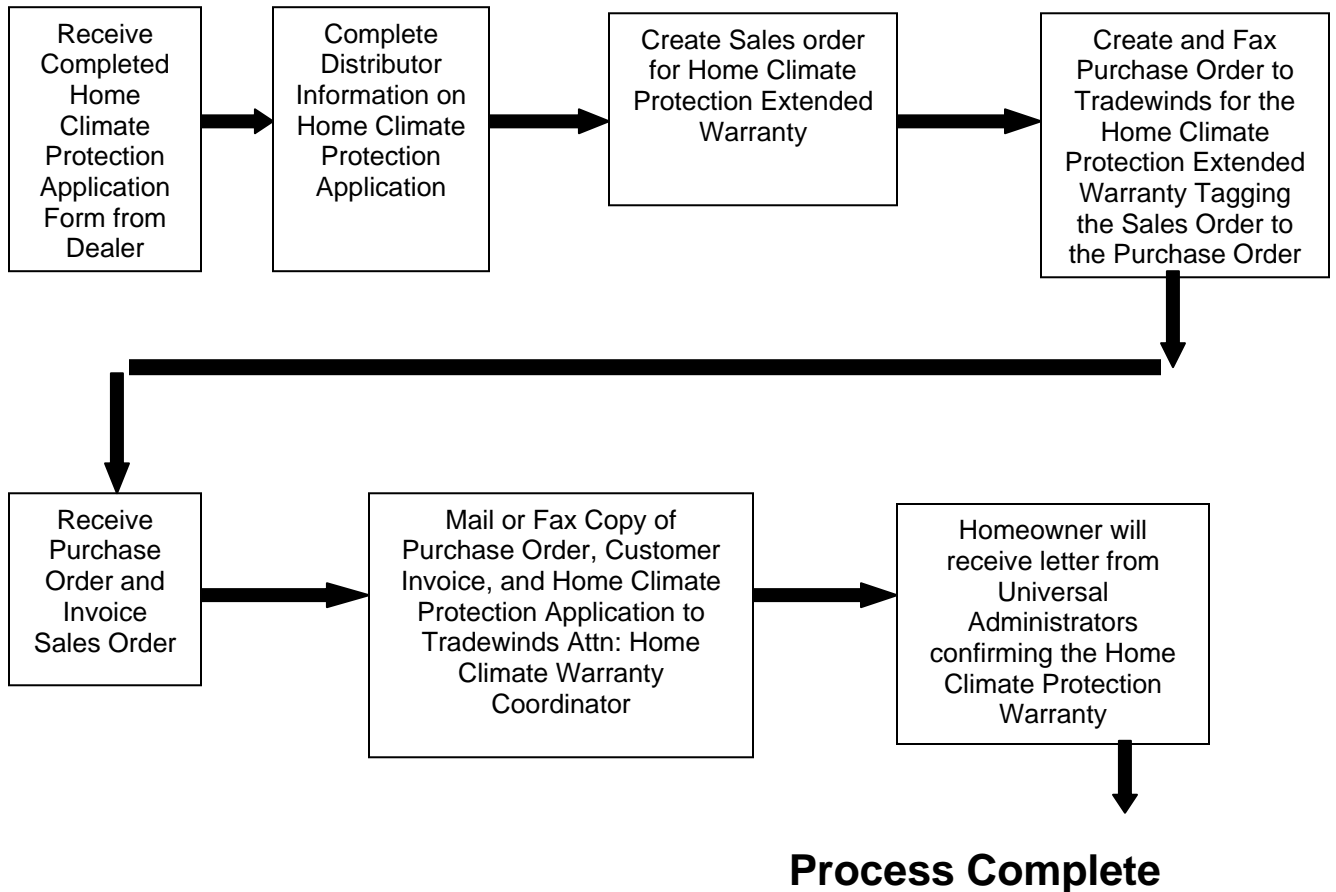 Receive
Completed
Home
Climate
Protection
Application
Form from
Dealer
Complete
Distributor
Information on
Home Climate
Protection
Application
Create Sales order
for Home Climate
Protection Extended
Warranty
Create and Fax
Purchase Order to
Tradewinds for the
Home Climate
Protection Extended
Warranty Tagging
the Sales Order to
the Purchase Order
Receive
Purchase
Order and
Invoice
Sales Order
Mail or Fax Copy of
Purchase Order, Customer
Invoice, and Home Climate
Protection Application to
Tradewinds Attn: Home
Climate Warranty
Coordinator
Homeowner will
receive letter from
Universal
Administrators
confirming the Home
Climate Protection
Warranty
Process Complete